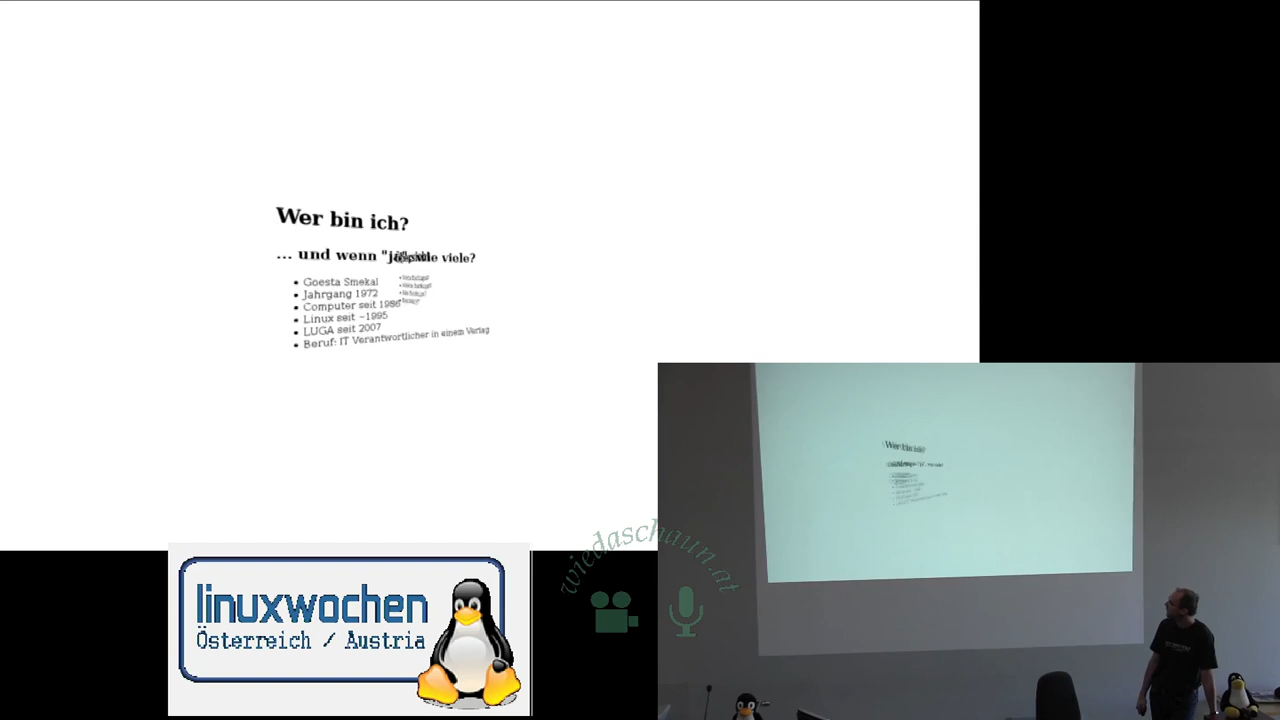 Wer bin ich?
... und wenn "ja", wie viele?
• Goesta Smekal
• Jahrgang 1972
• Computer seit 1986
• Linux seit ~1995
• LUGA seit 2007
• Beruf: IT Verantwortlicher in einem Verlag
wiedaschaun.at
linuxwochen
Österreich / Austria